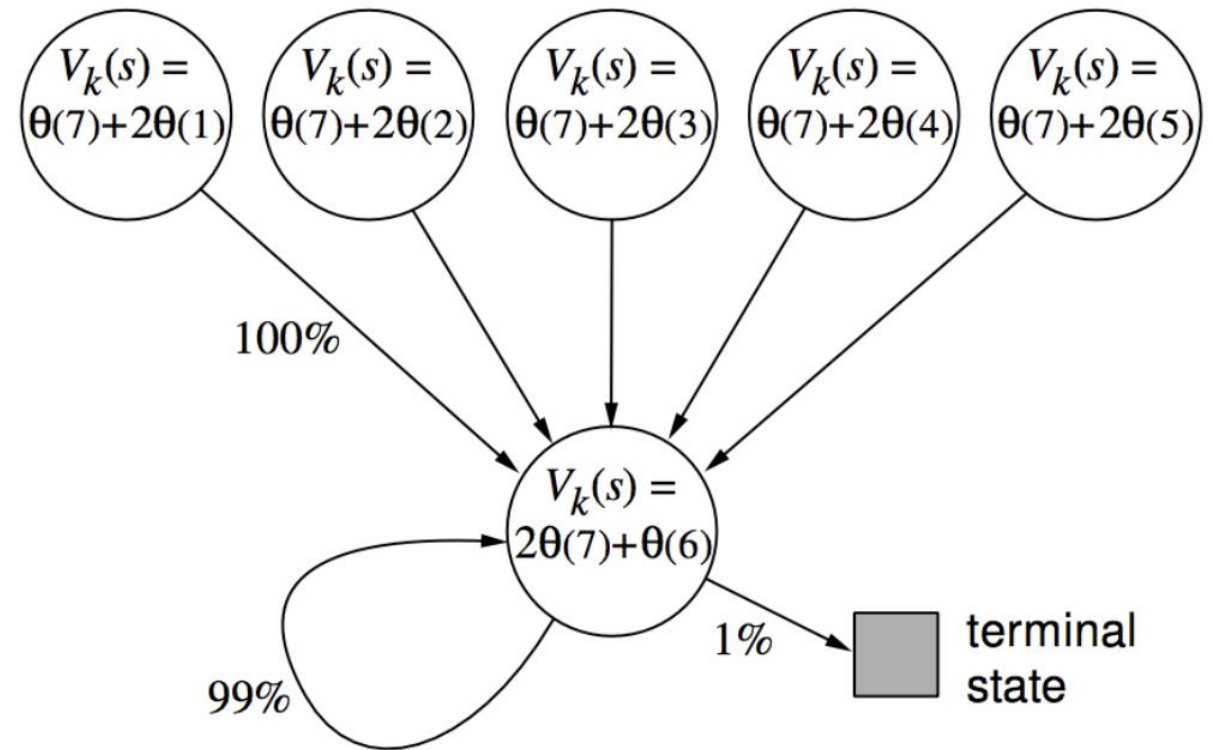 Vk(s) =
θ(7)+2θ(1)
Vk(s) =
θ(7)+2θ(2)
Vk(s) =
θ(7)+2θ(3)
Vk(s) =
θ(7)+2θ(4)
Vk(s) =
θ(7)+2θ(5)
100%
Vk(s) =
2θ(7)+θ(6)
99%
1%
terminal
state